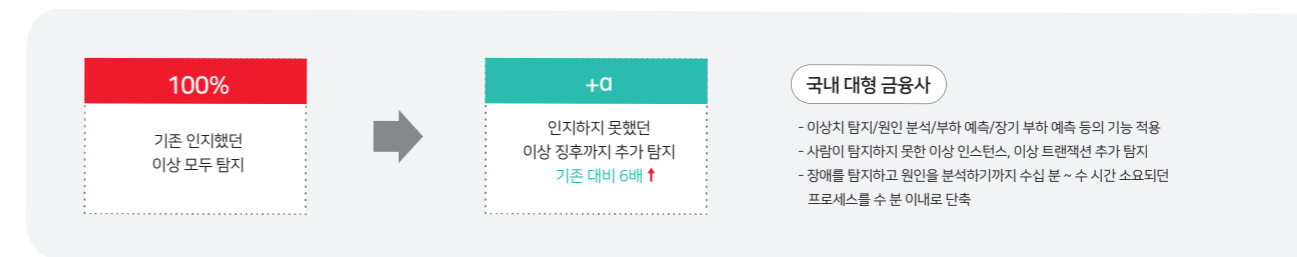 100%
기존 인지했던
이상 모두 탐지
+α
인지하지 못했던
이상 징후까지 추가 탐지
기존 대비 6배 ↑
국내 대형 금융사
- 이상치 탐지/원인 분석/부하 예측/장기 부하 예측 등의 기능 적용
- 사람이 탐지하지 못한 이상 인스턴스, 이상 트랜잭션 추가 탐지
- 장애를 탐지하고 원인을 분석하기까지 수십 분 ~ 수 시간 소요되던
프로세스를 수 분 이내로 단축